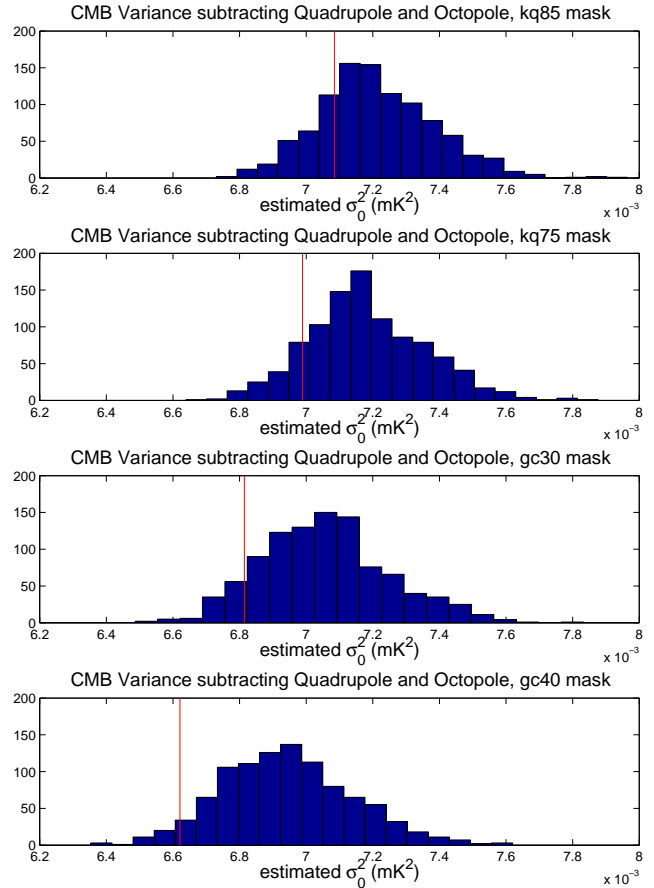 CMB Variance subtracting Quadrupole and Octopole, kq85 mask
200
150
100
50
0
6.2 6.4 6.6 6.8 7 7.2 7.4 7.6 7.8 8
estimated σ₀² (mK²)
x 10⁻³
CMB Variance subtracting Quadrupole and Octopole, kq75 mask
200
150
100
50
0
6.2 6.4 6.6 6.8 7 7.2 7.4 7.6 7.8 8
estimated σ₀² (mK²)
x 10⁻³
CMB Variance subtracting Quadrupole and Octopole, gc30 mask
200
150
100
50
0
6.2 6.4 6.6 6.8 7 7.2 7.4 7.6 7.8 8
estimated σ₀² (mK²)
x 10⁻³
CMB Variance subtracting Quadrupole and Octopole, gc40 mask
200
150
100
50
0
6.2 6.4 6.6 6.8 7 7.2 7.4 7.6 7.8 8
estimated σ₀² (mK²)
x 10⁻³